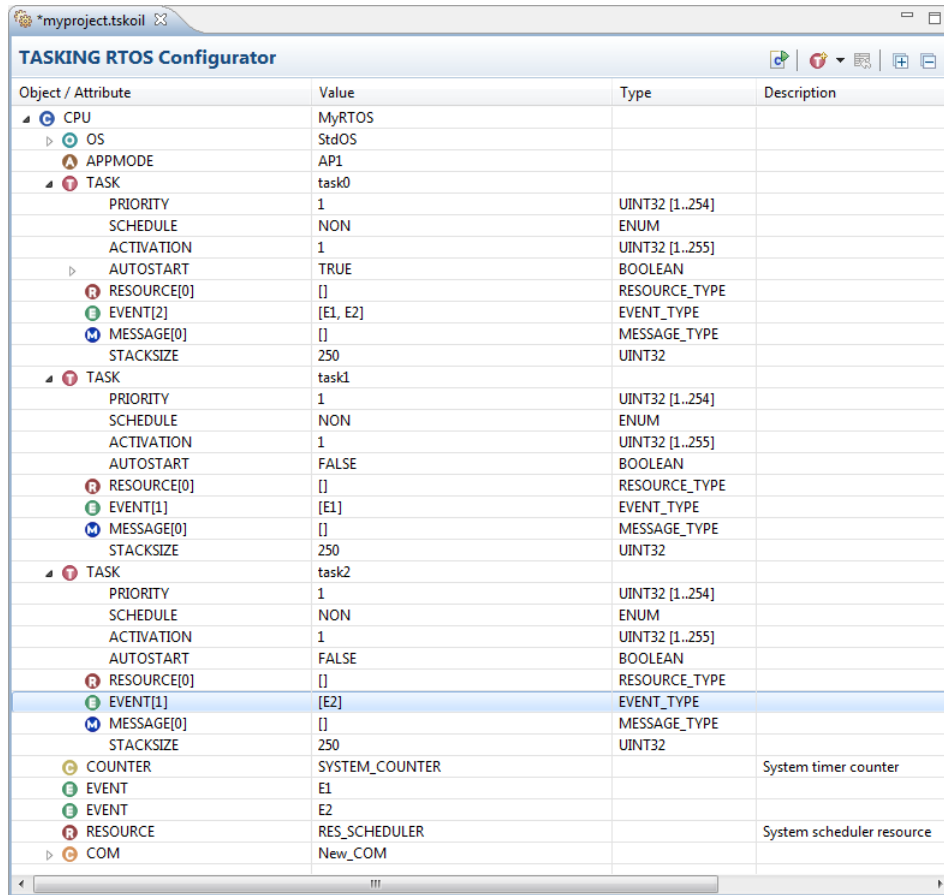 *myproject.tskoil
TASKING RTOS Configurator
Object / Attribute Value Type Description
C CPU MyRTOS
O OS StdOS
A APPMODE AP1
T TASK task0
PRIORITY 1 UINT32 [1..254]
SCHEDULE NON ENUM
ACTIVATION 1 UINT32 [1..255]
AUTOSTART TRUE BOOLEAN
R RESOURCE[0] [] RESOURCE_TYPE
E EVENT[2] [E1, E2] EVENT_TYPE
M MESSAGE[0] [] MESSAGE_TYPE
STACKSIZE 250 UINT32
T TASK task1
PRIORITY 1 UINT32 [1..254]
SCHEDULE NON ENUM
ACTIVATION 1 UINT32 [1..255]
AUTOSTART FALSE BOOLEAN
R RESOURCE[0] [] RESOURCE_TYPE
E EVENT[1] [E1] EVENT_TYPE
M MESSAGE[0] [] MESSAGE_TYPE
STACKSIZE 250 UINT32
T TASK task2
PRIORITY 1 UINT32 [1..254]
SCHEDULE NON ENUM
ACTIVATION 1 UINT32 [1..255]
AUTOSTART FALSE BOOLEAN
R RESOURCE[0] [] RESOURCE_TYPE
E EVENT[1] [E2] EVENT_TYPE
M MESSAGE[0] [] MESSAGE_TYPE
STACKSIZE 250 UINT32
C COUNTER SYSTEM_COUNTER System timer counter
E EVENT E1
E EVENT E2
R RESOURCE RES_SCHEDULER System scheduler resource
C COM New_COM